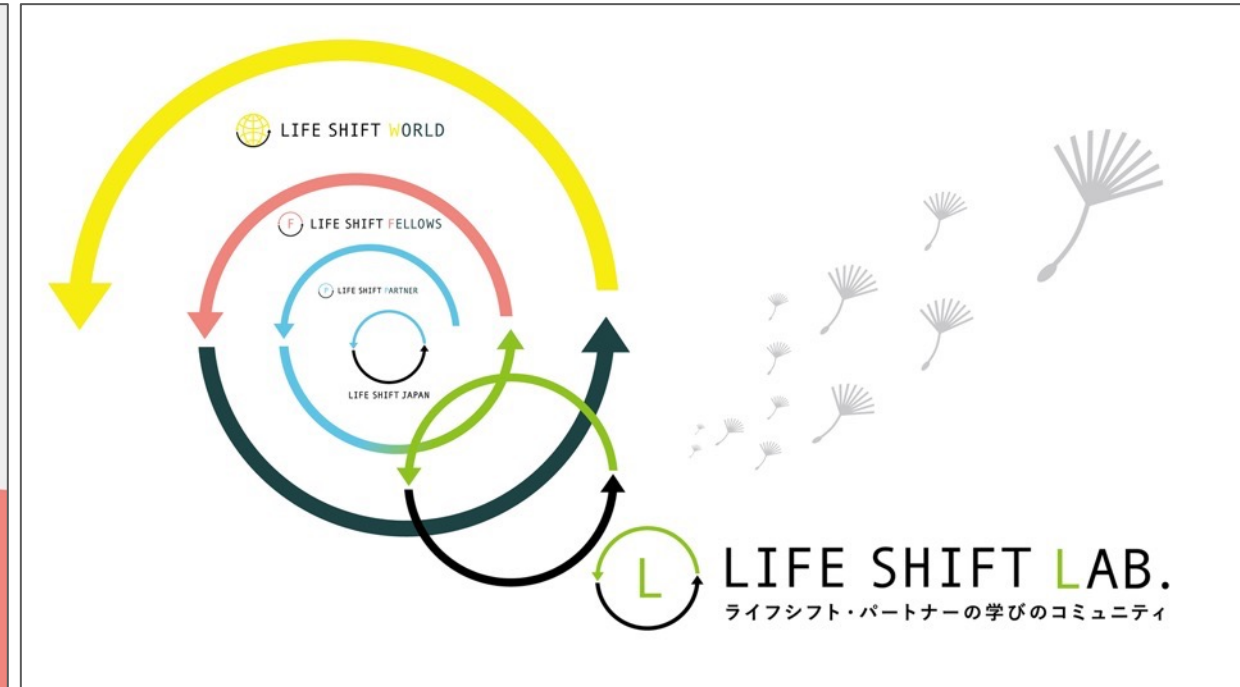 LIFE SHIFT WORLD
F LIFE SHIFT FELLOWS
P LIFE SHIFT PARTNER
LIFE SHIFT JAPAN
L LIFE SHIFT LAB.
ライフシフト・パートナーの学びのコミュニティ